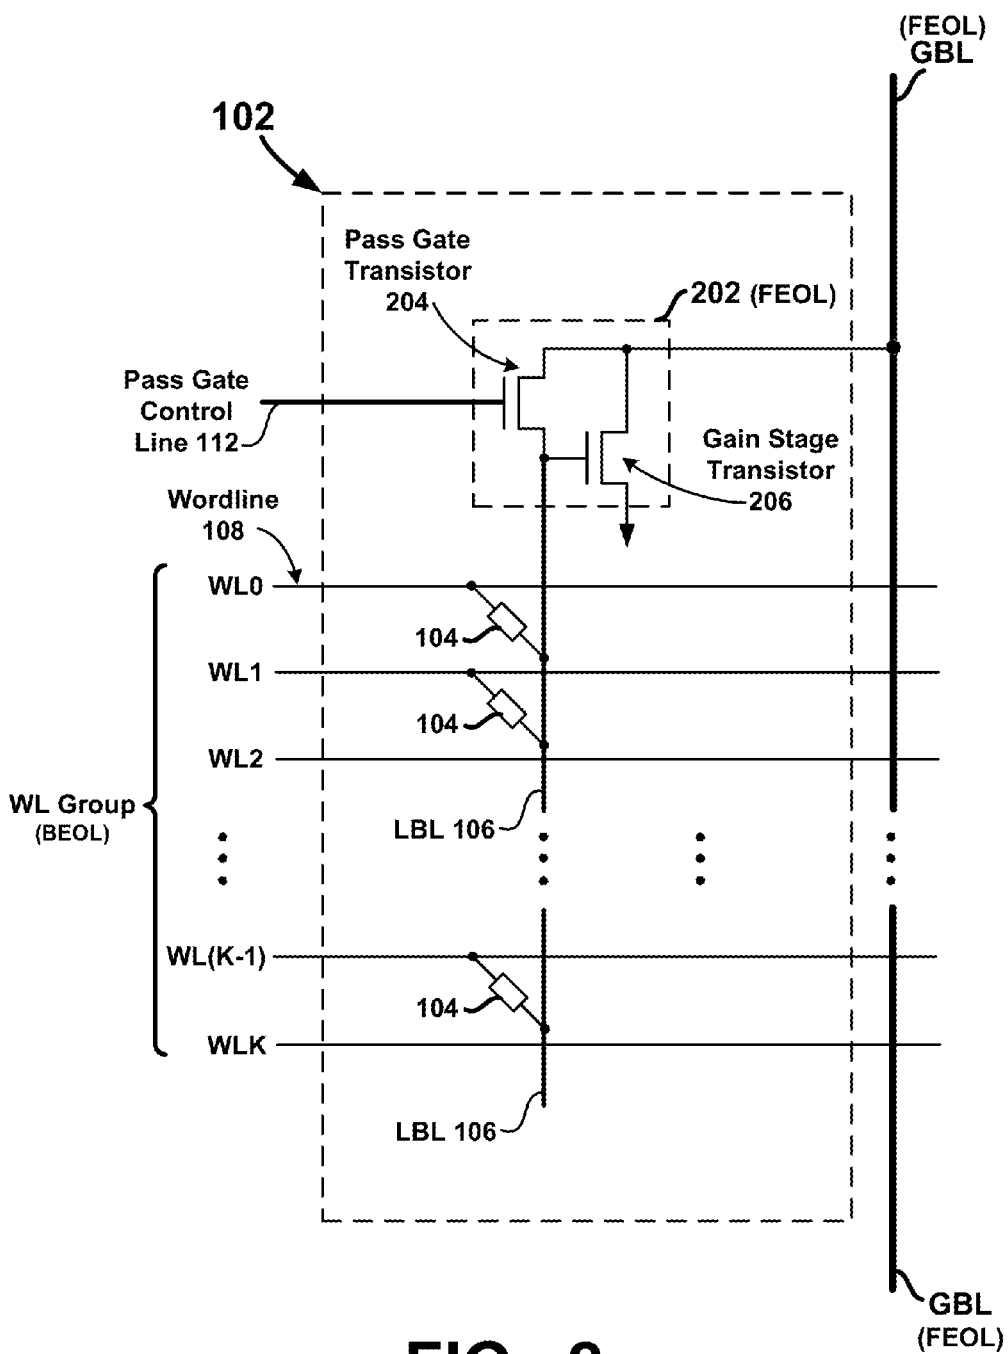 (FEOL)
GBL
102
Pass Gate
Transistor
204
202 (FEOL)
Pass Gate
Control
Line 112
Gain Stage
Transistor
206
Wordline
108
WL0
104
WL1
104
WL2
WL Group
(BEOL)
LBL 106
WL(K-1)
104
WLK
LBL 106
GBL
(FEOL)
FIG.